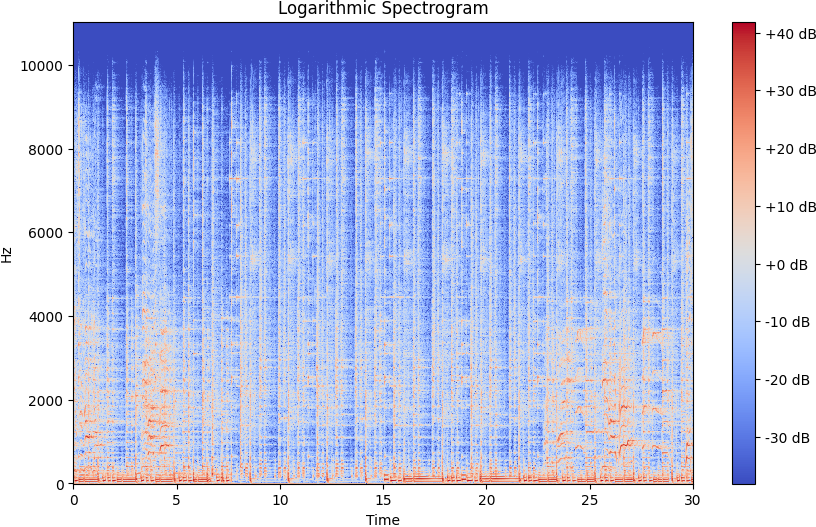 Logarithmic Spectrogram
Hz
10000
8000
6000
4000
2000
0
0 5 10 15 20 25 30
Time
+40 dB
+30 dB
+20 dB
+10 dB
+0 dB
-10 dB
-20 dB
-30 dB